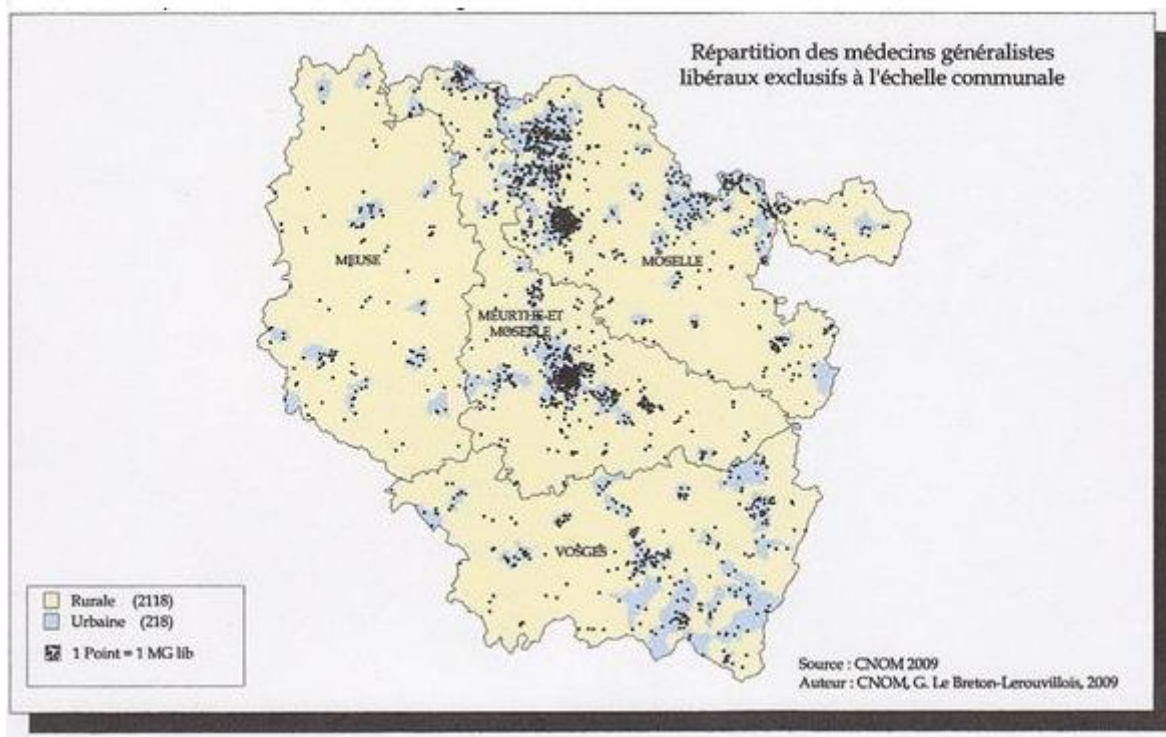 Répartition des médecins généralistes
libéraux exclusifs à l'échelle communale
MEUSE
MOSELLE
MEURTHE-ET
MOSELLE
VOSGES
Rurale (2118)
Urbaine (218)
1 Point = 1 MG lib
Source : CNOM 2009
Auteur : CNOM, G. Le Breton-Lerouvillois, 2009